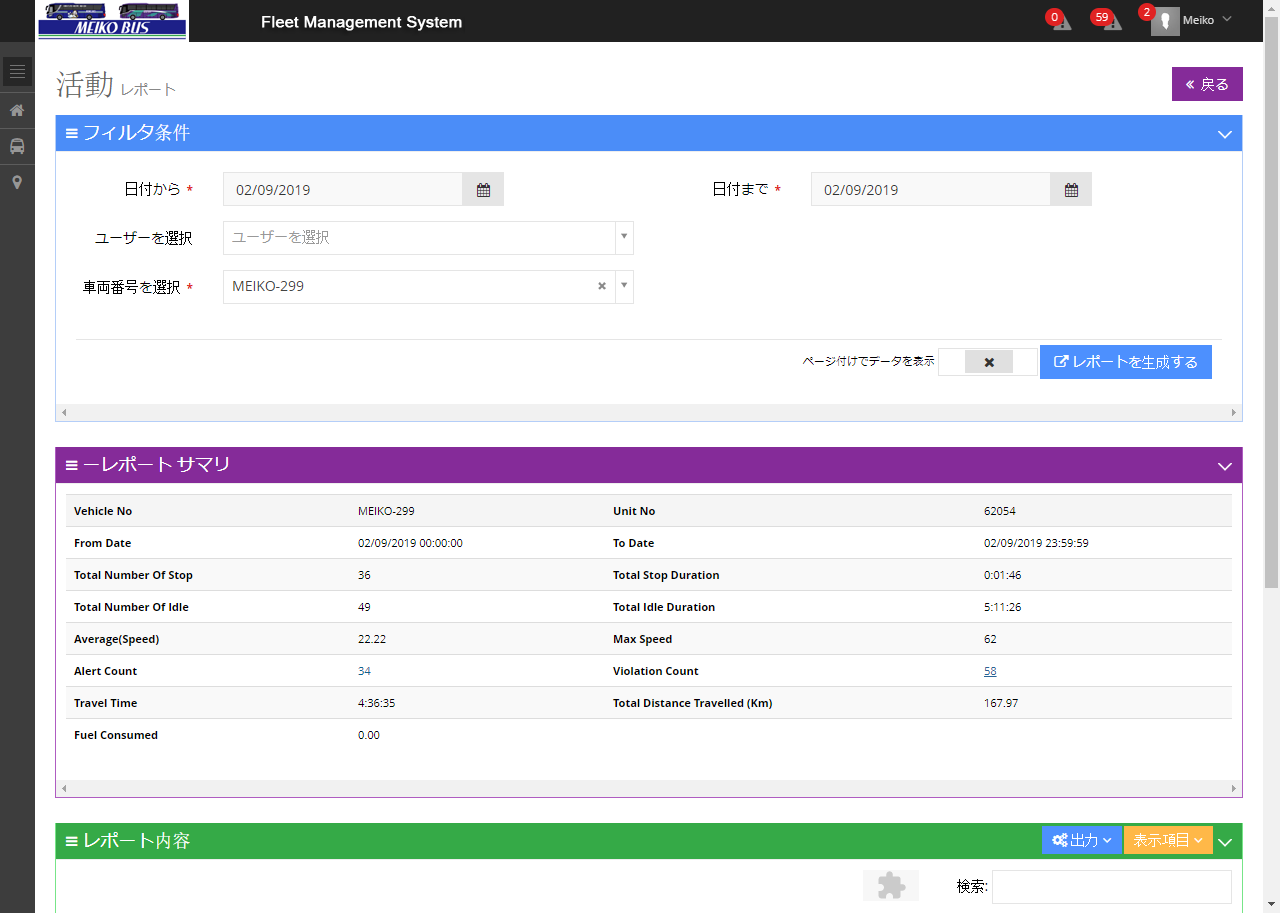 MEIKO BUS
Fleet Management System
0
59
2
Meiko
活動 レポート
戻る
フィルタ条件
日付から *
02/09/2019
日付まで *
02/09/2019
ユーザーを選択
ユーザーを選択
車両番号を選択 *
MEIKO-299
ページ付けでデータを表示
レポートを生成する
ーレポート サマリ
Vehicle No MEIKO-299 Unit No 62054
From Date 02/09/2019 00:00:00 To Date 02/09/2019 23:59:59
Total Number Of Stop 36 Total Stop Duration 0:01:46
Total Number Of Idle 49 Total Idle Duration 5:11:26
Average(Speed) 22.22 Max Speed 62
Alert Count 34 Violation Count 58
Travel Time 4:36:35 Total Distance Travelled (Km) 167.97
Fuel Consumed 0.00
レポート内容
出力
表示項目
検索: